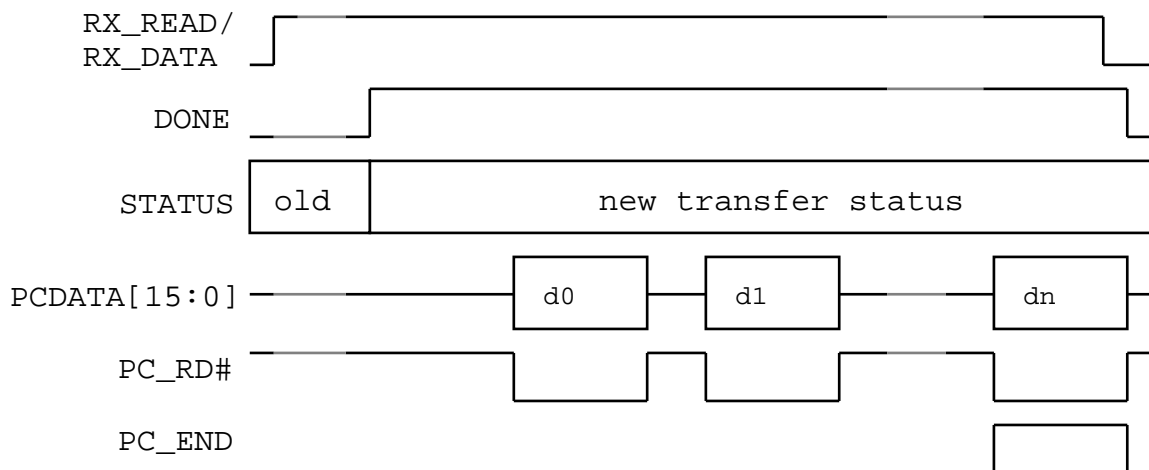 RX_READ/
RX_DATA
DONE
STATUS old new transfer status
PCDATA[15:0] d0 d1 dn
PC_RD#
PC_END